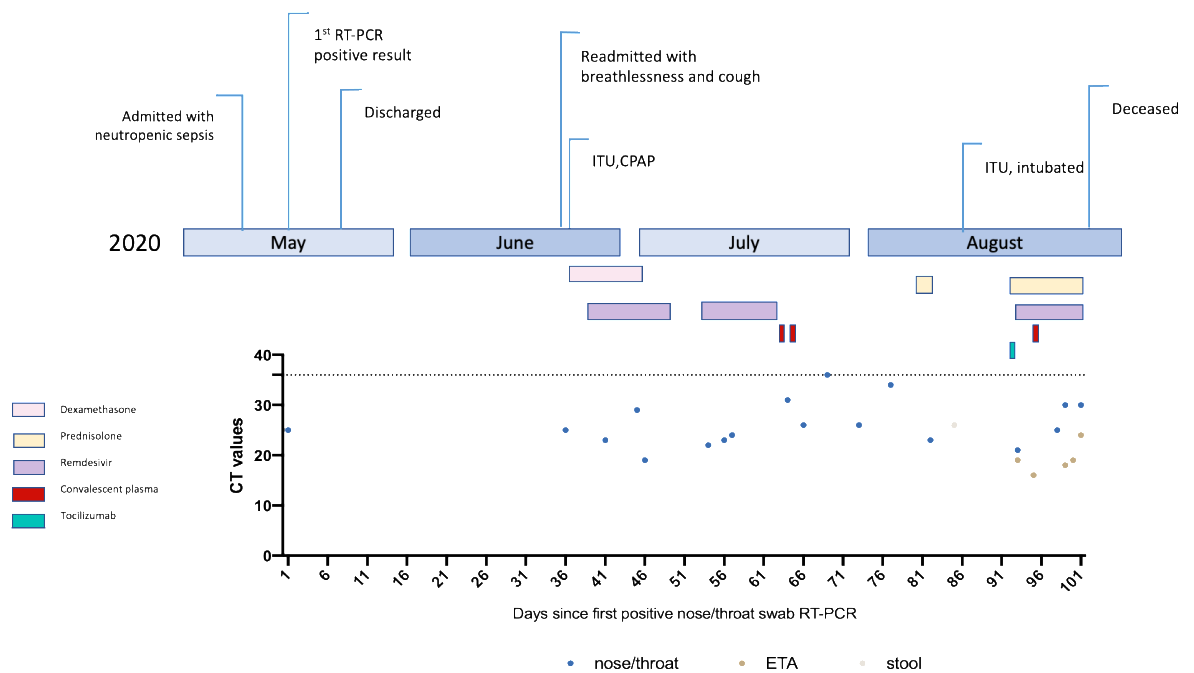 1st RT-PCR
positive result
Readmitted with
breathlessness and cough
Admitted with
neutropenic sepsis
Discharged
Deceased
ITU,CPAP
ITU, intubated
2020
May
June
July
August
Dexamethasone
Prednisolone
Remdesivir
Convalescent plasma
Tocilizumab
CT values
40
30
20
10
0
1 6 11 16 21 26 31 36 41 46 51 56 61 66 71 76 81 86 91 96 101
Days since first positive nose/throat swab RT-PCR
nose/throat ETA stool